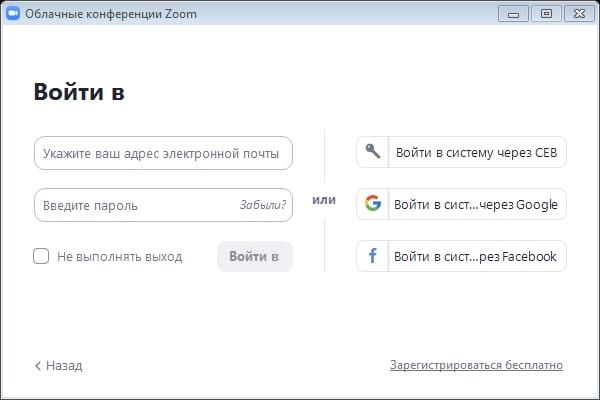 Облачные конференции Zoom
Войти в
Укажите ваш адрес электронной почты
Введите пароль
Забыли?
Не выполнять выход
Войти в
или
Войти в систему через СЕВ
Войти в сист...через Google
Войти в сист...рез Facebook
Назад
Зарегистрироваться бесплатно